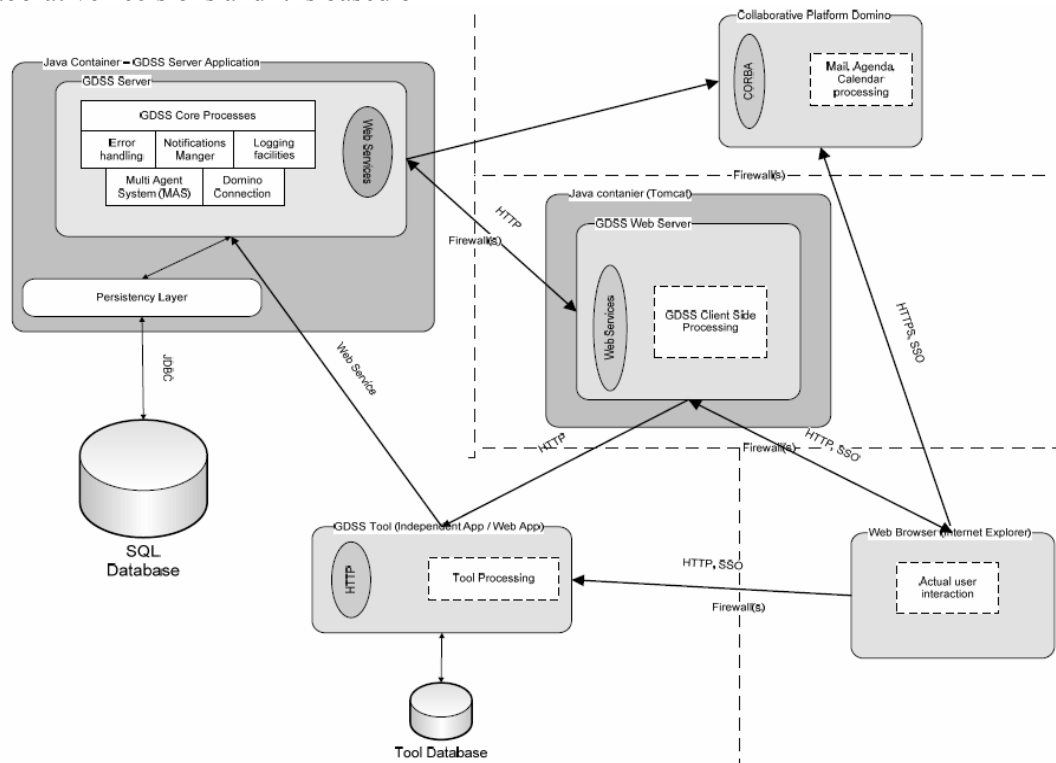 Collaborative Platform Domino
CORBA
Mail, Agenda,
Calendar
processing
Java Container – GDSS Server Application
GDSS Server
GDSS Core Processes
Error
handling
Notifications
Manger
Logging
facilities
Multi Agent
System (MAS)
Domino
Connection
Web Services
Persistency Layer
JDBC
SQL
Database
Web Service
HTTP
Firewall(s)
Firewall(s)
Java contanier (Tomcat)
GDSS Web Server
Web Services
GDSS Client Side
Processing
HTTPS, SSO
HTTP
HTTP, SSO
Firewall(s)
GDSS Tool (Independent App / Web App)
HTTP
Tool Processing
HTTP, SSO
Firewall(s)
Web Browser (Internet Explorer)
Actual user
interaction
Tool Database